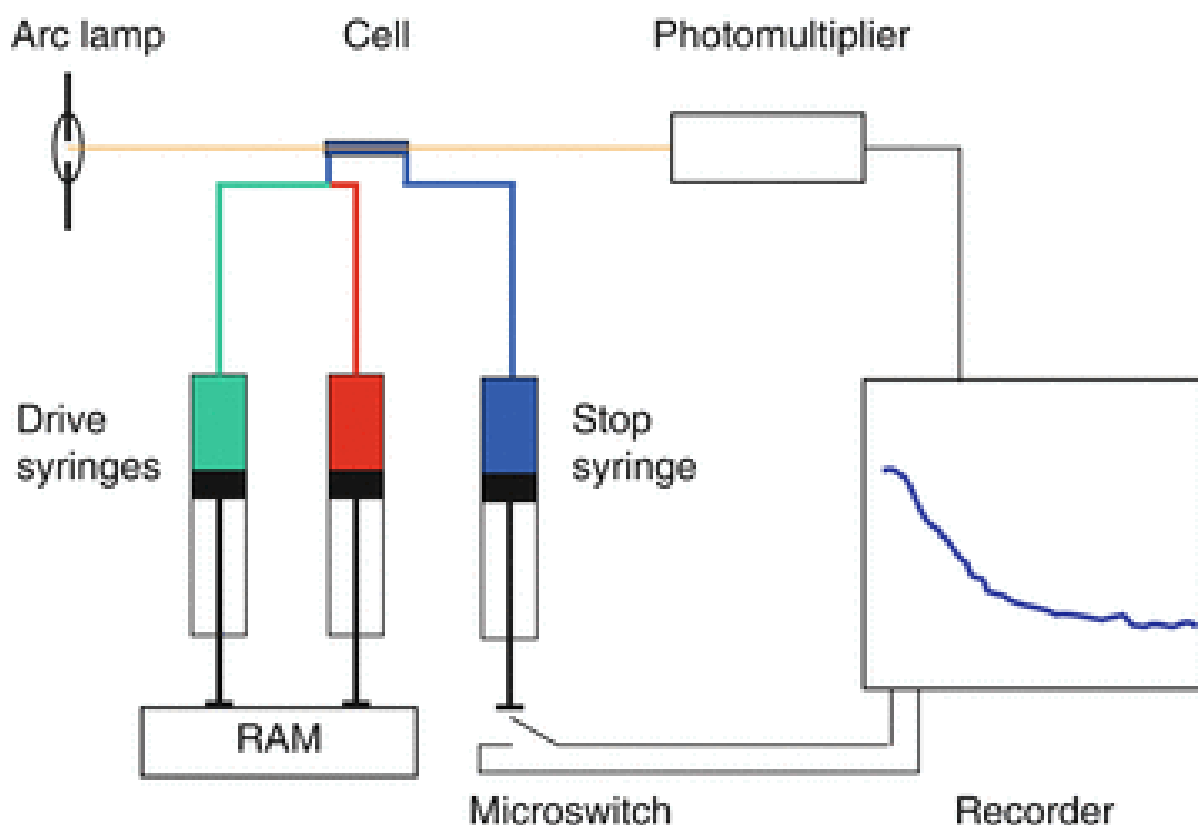 Arc lamp
Cell
Photomultiplier
Drive
syringes
Stop
syringe
RAM
Microswitch
Recorder